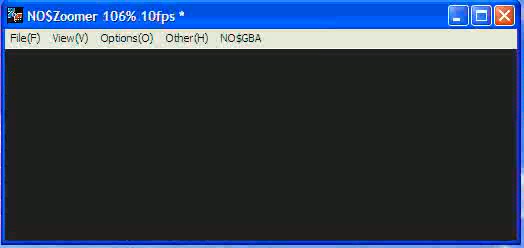 NO$Zoomer 106% 10fps *
File(F) View(V) Options(O) Other(H) NO$GBA